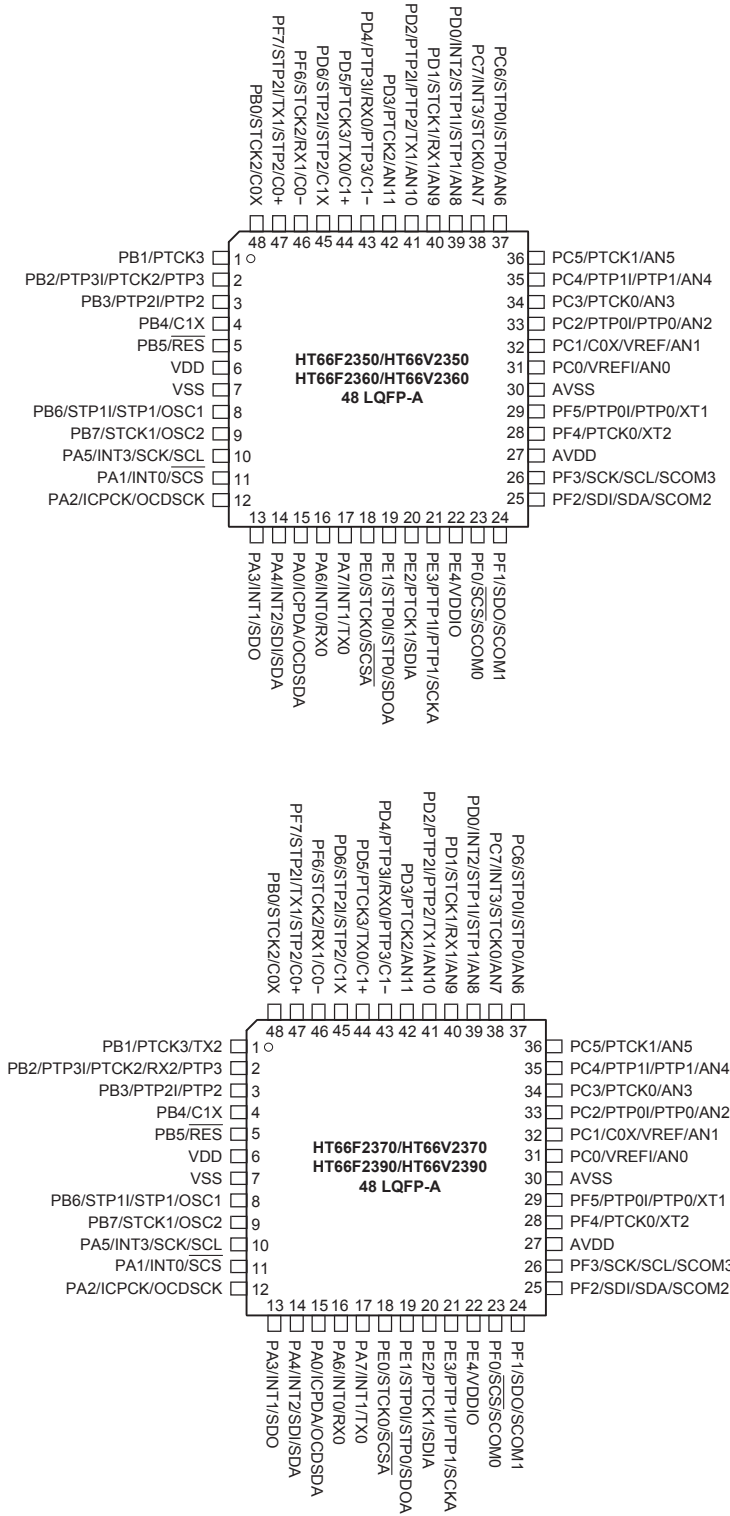 PB0/STCK2/C0X
PF7/STP2I/TX1/STP2/C0+
PF6/STCK2/RX1/C0−
PD6/STP2I/STP2/C1X
PD5/PTCK3/TX0/C1+
PD4/PTP3I/RX0/PTP3/C1−
PD3/PTCK2/AN11
PD2/PTP2I/PTP2/TX1/AN10
PD1/STCK1/RX1/AN9
PD0/INT2/STP1I/STP1/AN8
PC7/INT3/STCK0/AN7
PC6/STP0I/STP0/AN6
48 47 46 45 44 43 42 41 40 39 38 37
PB1/PTCK3 1 36 PC5/PTCK1/AN5
PB2/PTP3I/PTCK2/PTP3 2 35 PC4/PTP1I/PTP1/AN4
PB3/PTP2I/PTP2 3 34 PC3/PTCK0/AN3
PB4/C1X 4 33 PC2/PTP0I/PTP0/AN2
PB5/RES 5 32 PC1/C0X/VREF/AN1
VDD 6 31 PC0/VREFI/AN0
VSS 7 30 AVSS
PB6/STP1I/STP1/OSC1 8 29 PF5/PTP0I/PTP0/XT1
PB7/STCK1/OSC2 9 28 PF4/PTCK0/XT2
PA5/INT3/SCK/SCL 10 27 AVDD
PA1/INT0/SCS 11 26 PF3/SCK/SCL/SCOM3
PA2/ICPCK/OCDSCK 12 25 PF2/SDI/SDA/SCOM2
HT66F2350/HT66V2350
HT66F2360/HT66V2360
48 LQFP-A
13 14 15 16 17 18 19 20 21 22 23 24
PA3/INT1/SDO
PA4/INT2/SDI/SDA
PA0/ICPDA/OCDSDA
PA6/INT0/RX0
PA7/INT1/TX0
PE0/STCK0/SCSA
PE1/STP0I/STP0/SDOA
PE2/PTCK1/SDIA
PE3/PTP1I/PTP1/SCKA
PE4/VDDIO
PF0/SCS/SCOM0
PF1/SDO/SCOM1
PB0/STCK2/C0X
PF7/STP2I/TX1/STP2/C0+
PF6/STCK2/RX1/C0−
PD6/STP2I/STP2/C1X
PD5/PTCK3/TX0/C1+
PD4/PTP3I/RX0/PTP3/C1−
PD3/PTCK2/AN11
PD2/PTP2I/PTP2/TX1/AN10
PD1/STCK1/RX1/AN9
PD0/INT2/STP1I/STP1/AN8
PC7/INT3/STCK0/AN7
PC6/STP0I/STP0/AN6
48 47 46 45 44 43 42 41 40 39 38 37
PB1/PTCK3/TX2 1 36 PC5/PTCK1/AN5
PB2/PTP3I/PTCK2/RX2/PTP3 2 35 PC4/PTP1I/PTP1/AN4
PB3/PTP2I/PTP2 3 34 PC3/PTCK0/AN3
PB4/C1X 4 33 PC2/PTP0I/PTP0/AN2
PB5/RES 5 32 PC1/C0X/VREF/AN1
VDD 6 31 PC0/VREFI/AN0
VSS 7 30 AVSS
PB6/STP1I/STP1/OSC1 8 29 PF5/PTP0I/PTP0/XT1
PB7/STCK1/OSC2 9 28 PF4/PTCK0/XT2
PA5/INT3/SCK/SCL 10 27 AVDD
PA1/INT0/SCS 11 26 PF3/SCK/SCL/SCOM3
PA2/ICPCK/OCDSCK 12 25 PF2/SDI/SDA/SCOM2
HT66F2370/HT66V2370
HT66F2390/HT66V2390
48 LQFP-A
13 14 15 16 17 18 19 20 21 22 23 24
PA3/INT1/SDO
PA4/INT2/SDI/SDA
PA0/ICPDA/OCDSDA
PA6/INT0/RX0
PA7/INT1/TX0
PE0/STCK0/SCSA
PE1/STP0I/STP0/SDOA
PE2/PTCK1/SDIA
PE3/PTP1I/PTP1/SCKA
PE4/VDDIO
PF0/SCS/SCOM0
PF1/SDO/SCOM1